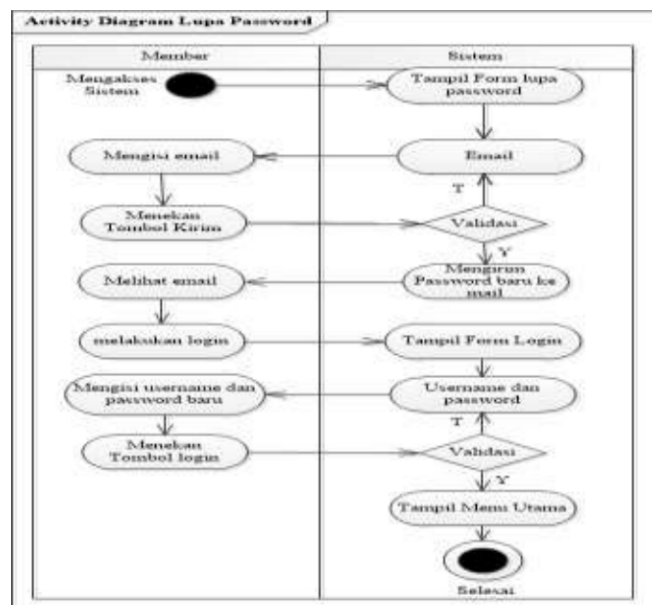 Activity Diagram Lupa Password
Member
Sistem
Mengakses
Sistem
Tampil Form lupa
password
Mengisi email
Email
T
Menekan
Tombol Kirim
Validasi
Y
Melihat email
Mengirim
Password baru ke
mail
melakukan login
Tampil Form Login
Mengisi username dan
password baru
Username dan
password
T
Menekan
Tombol login
Validasi
Y
Tampil Menu Utama
Selesai